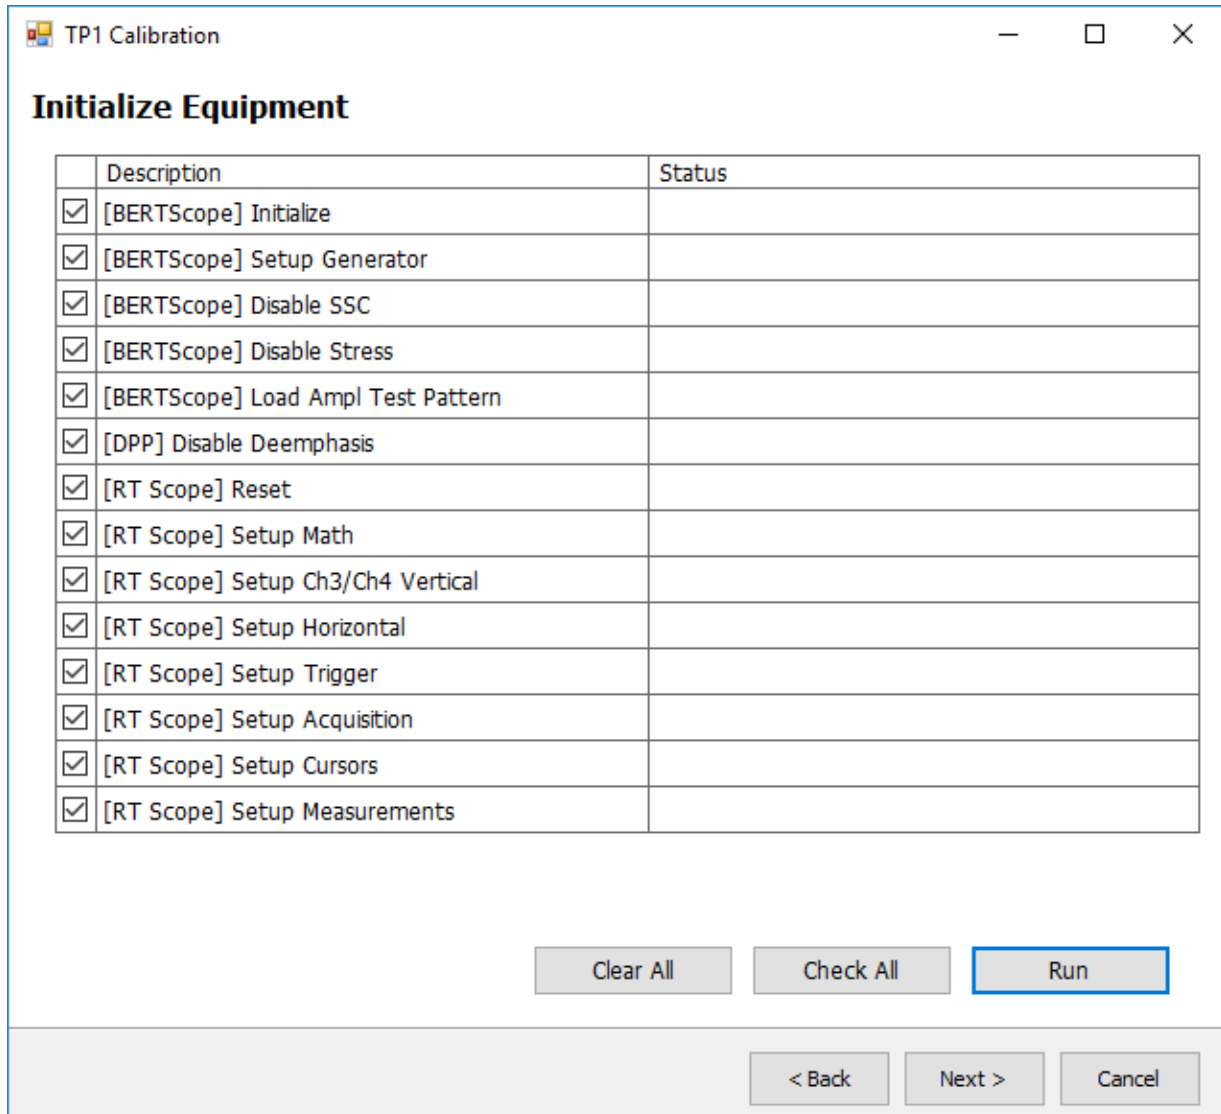 TP1 Calibration
Initialize Equipment
Description Status
[BERTScope] Initialize
[BERTScope] Setup Generator
[BERTScope] Disable SSC
[BERTScope] Disable Stress
[BERTScope] Load Ampl Test Pattern
[DPP] Disable Deemphasis
[RT Scope] Reset
[RT Scope] Setup Math
[RT Scope] Setup Ch3/Ch4 Vertical
[RT Scope] Setup Horizontal
[RT Scope] Setup Trigger
[RT Scope] Setup Acquisition
[RT Scope] Setup Cursors
[RT Scope] Setup Measurements
Clear All Check All Run
< Back Next > Cancel